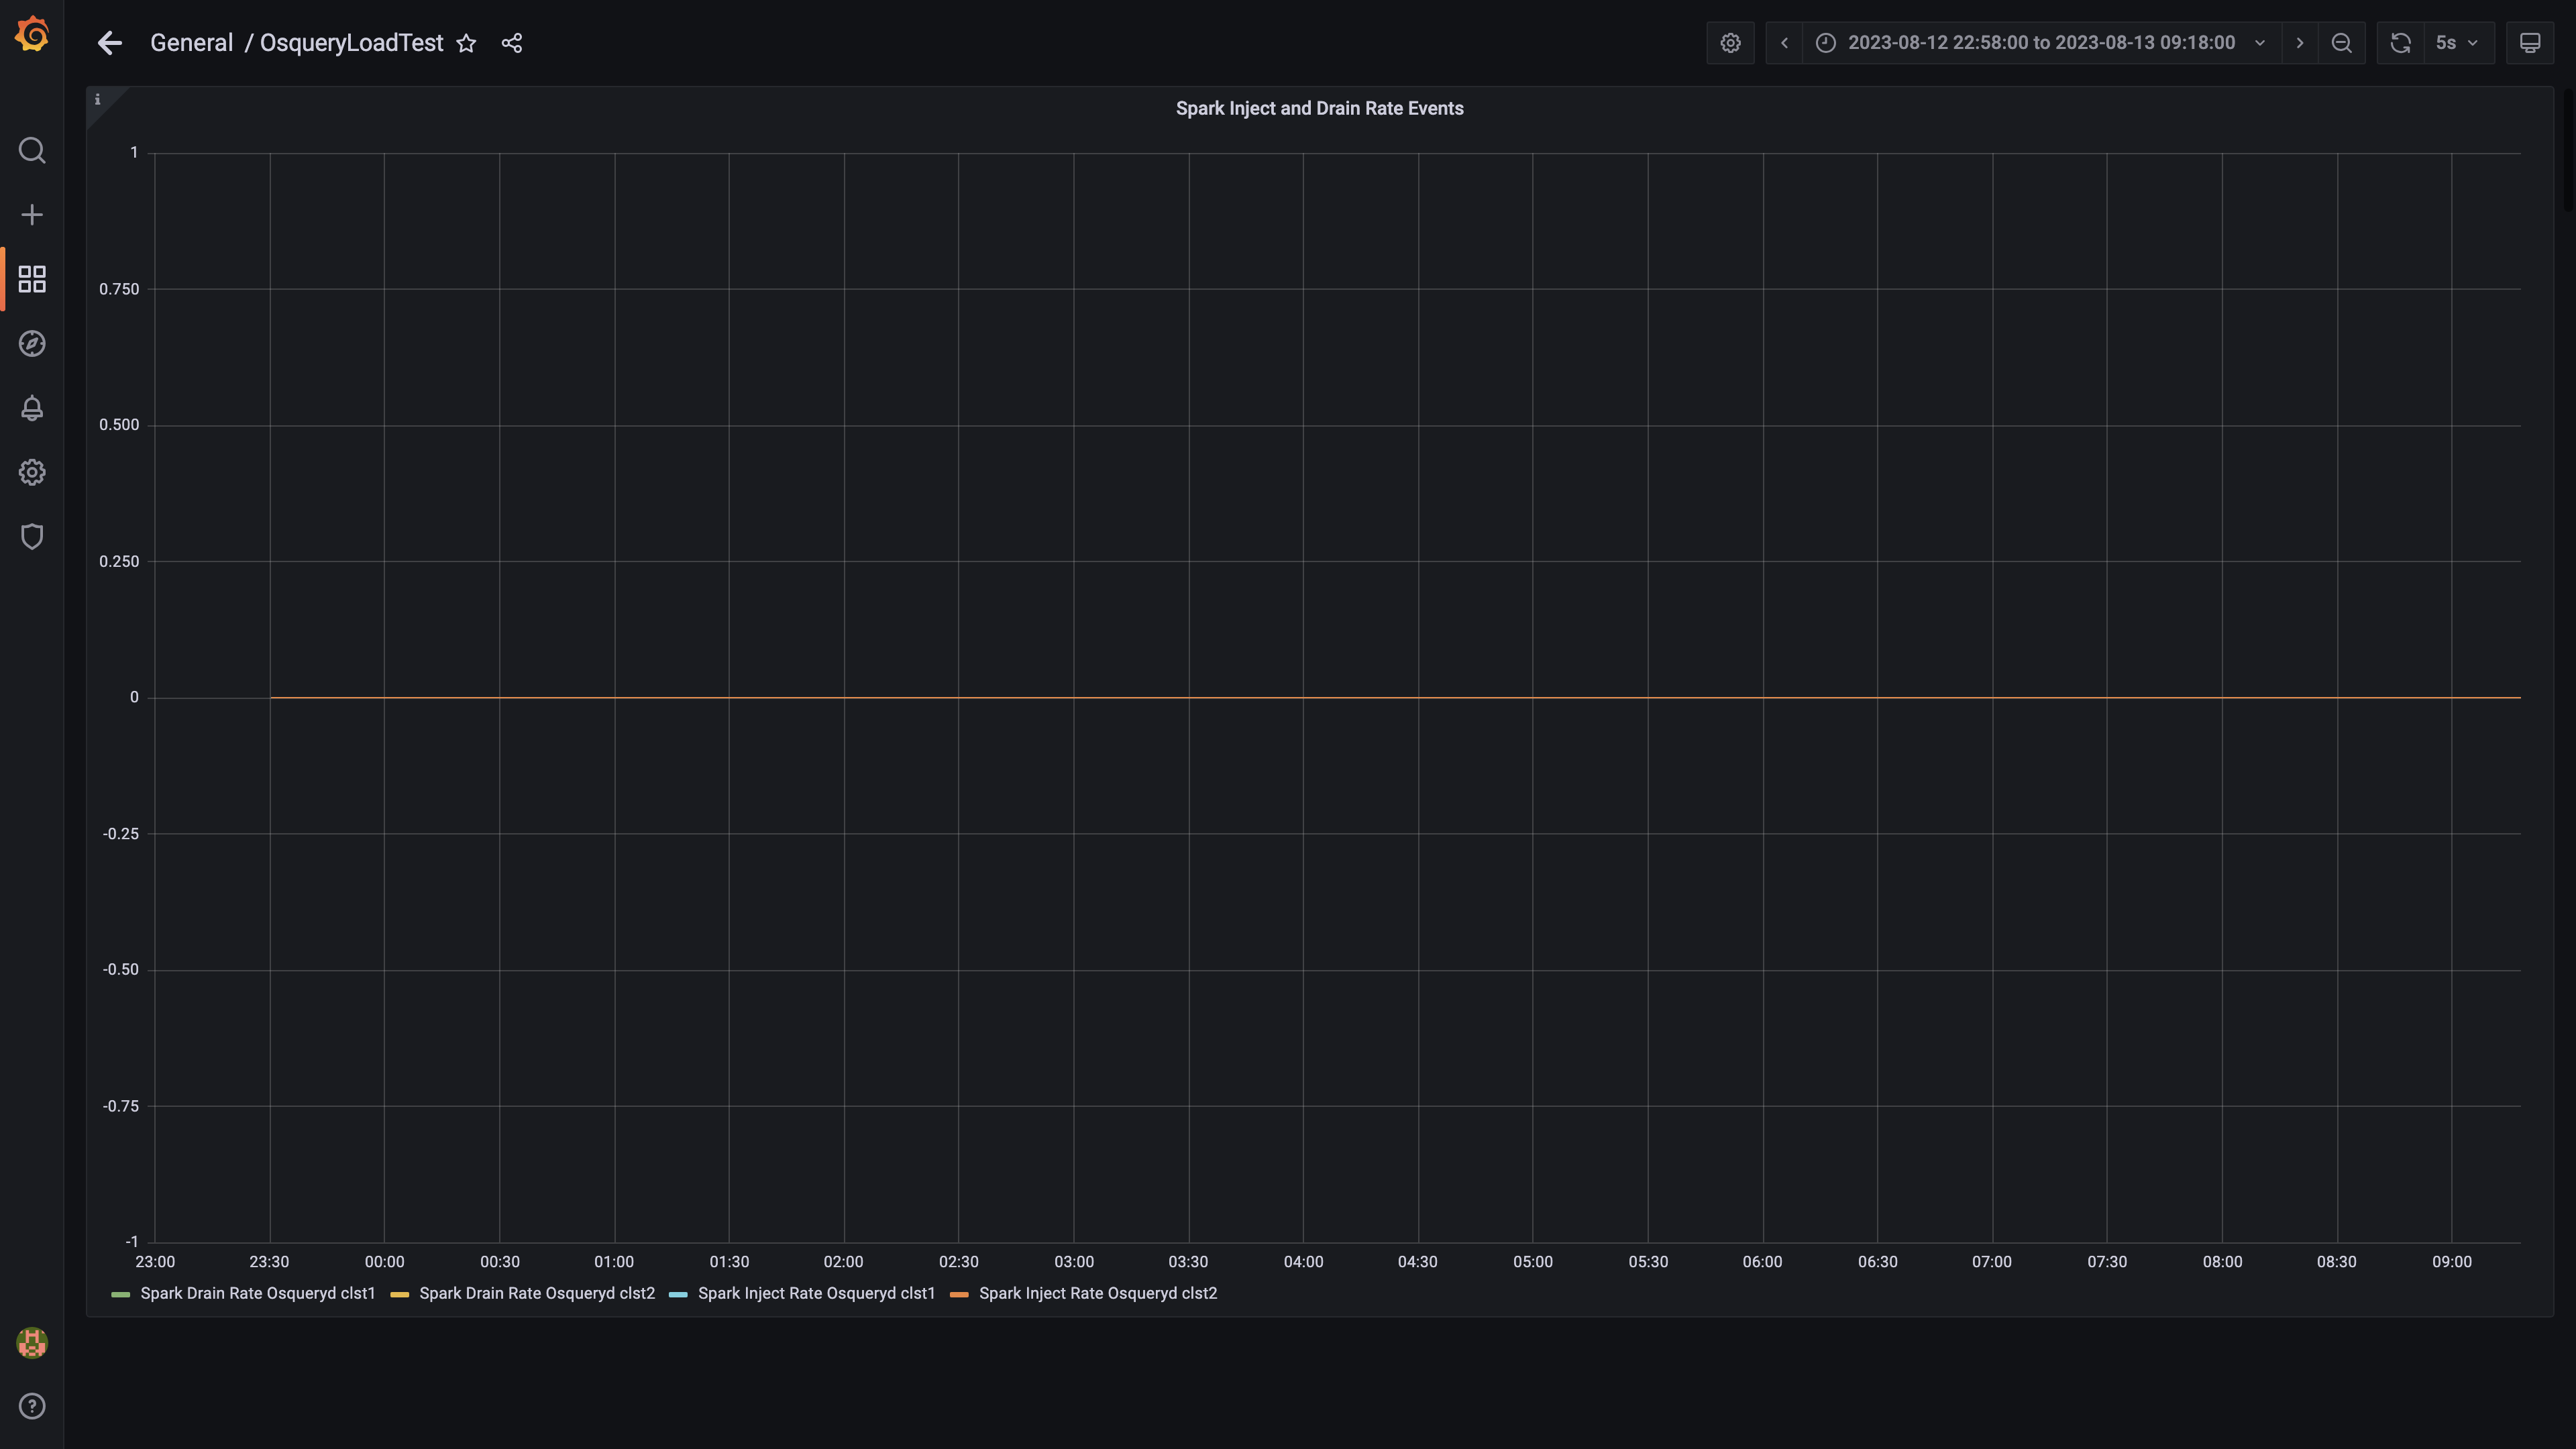 General / OsqueryLoadTest
2023-08-12 22:58:00 to 2023-08-13 09:18:00
5s
i
Spark Inject and Drain Rate Events
1
0.750
0.500
0.250
0
-0.25
-0.50
-0.75
-1
23:00 23:30 00:00 00:30 01:00 01:30 02:00 02:30 03:00 03:30 04:00 04:30 05:00 05:30 06:00 06:30 07:00 07:30 08:00 08:30 09:00
Spark Drain Rate Osqueryd clst1 Spark Drain Rate Osqueryd clst2 Spark Inject Rate Osqueryd clst1 Spark Inject Rate Osqueryd clst2
?